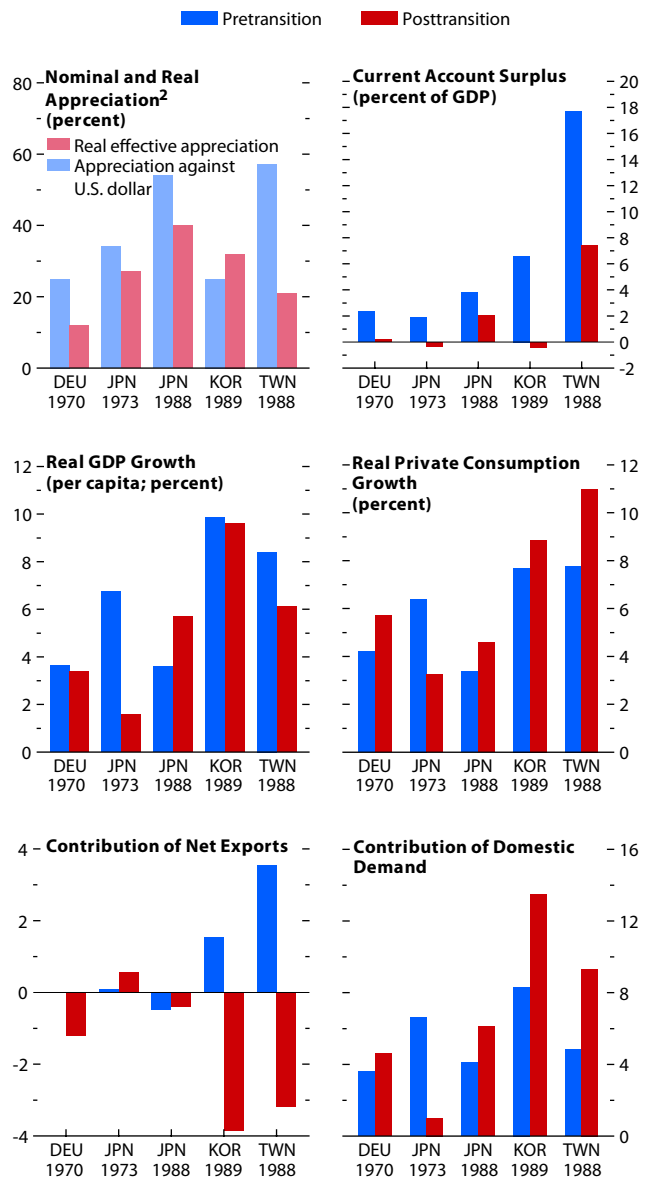 Pretransition Posttransition
Nominal and Real
Appreciation2
(percent)
Real effective appreciation
Appreciation against
U.S. dollar
80
60
40
20
0
DEU JPN JPN KOR TWN
1970 1973 1988 1989 1988
Current Account Surplus
(percent of GDP)
20
18
16
14
12
10
8
6
4
2
0
-2
DEU JPN JPN KOR TWN
1970 1973 1988 1989 1988
Real GDP Growth
(per capita; percent)
12
10
8
6
4
2
0
DEU JPN JPN KOR TWN
1970 1973 1988 1989 1988
Real Private Consumption
Growth
(percent)
12
10
8
6
4
2
0
DEU JPN JPN KOR TWN
1970 1973 1988 1989 1988
Contribution of Net Exports
4
2
0
-2
-4
DEU JPN JPN KOR TWN
1970 1973 1988 1989 1988
Contribution of Domestic
Demand
16
12
8
4
0
DEU JPN JPN KOR TWN
1970 1973 1988 1989 1988